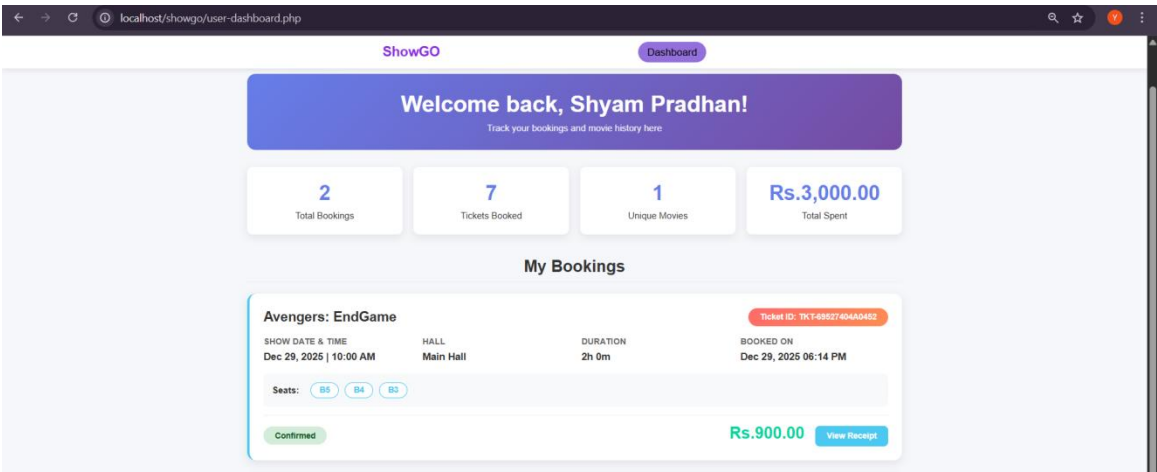 localhost/showgo/user-dashboard.php
Y
ShowGO
Dashboard
Welcome back, Shyam Pradhan!
Track your bookings and movie history here
2
Total Bookings
7
Tickets Booked
1
Unique Movies
Rs.3,000.00
Total Spent
My Bookings
Avengers: EndGame
Ticket ID: TKT-69527404A0452
SHOW DATE & TIME
Dec 29, 2025 | 10:00 AM
HALL
Main Hall
DURATION
2h 0m
BOOKED ON
Dec 29, 2025 06:14 PM
Seats: B5 B4 B3
Confirmed
Rs.900.00
View Receipt